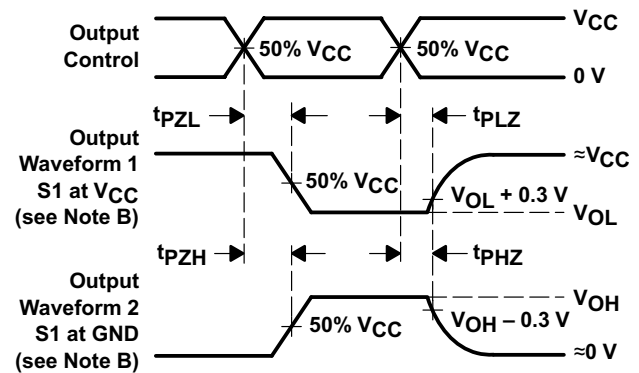 Output
Control
50% VCC
50% VCC
VCC
0 V
tPZL
tPLZ
Output
Waveform 1
S1 at VCC
(see Note B)
50% VCC
≈VCC
VOL + 0.3 V
VOL
tPZH
tPHZ
Output
Waveform 2
S1 at GND
(see Note B)
50% VCC
VOH
VOH – 0.3 V
≈0 V